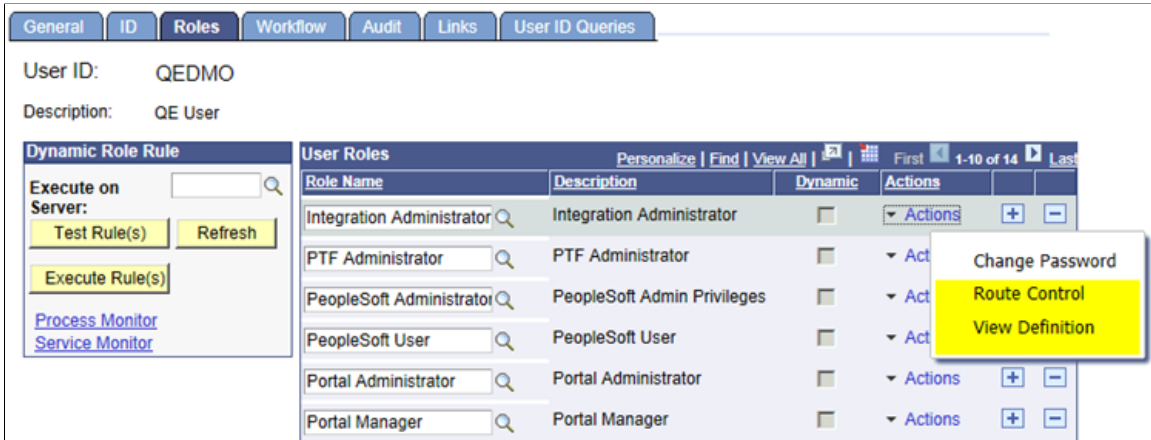 General ID Roles Workflow Audit Links User ID Queries
User ID: QEDMO
Description: QE User
Dynamic Role Rule
Execute on
Server:
Test Rule(s) Refresh
Execute Rule(s)
Process Monitor
Service Monitor
User Roles Personalize | Find | View All | | First 1-10 of 14 Last
Role Name Description Dynamic Actions
Integration Administrator Integration Administrator Actions
PTF Administrator PTF Administrator Act
PeopleSoft Administrator PeopleSoft Admin Privileges Act
PeopleSoft User PeopleSoft User Act
Portal Administrator Portal Administrator Actions
Portal Manager Portal Manager Actions
Change Password
Route Control
View Definition